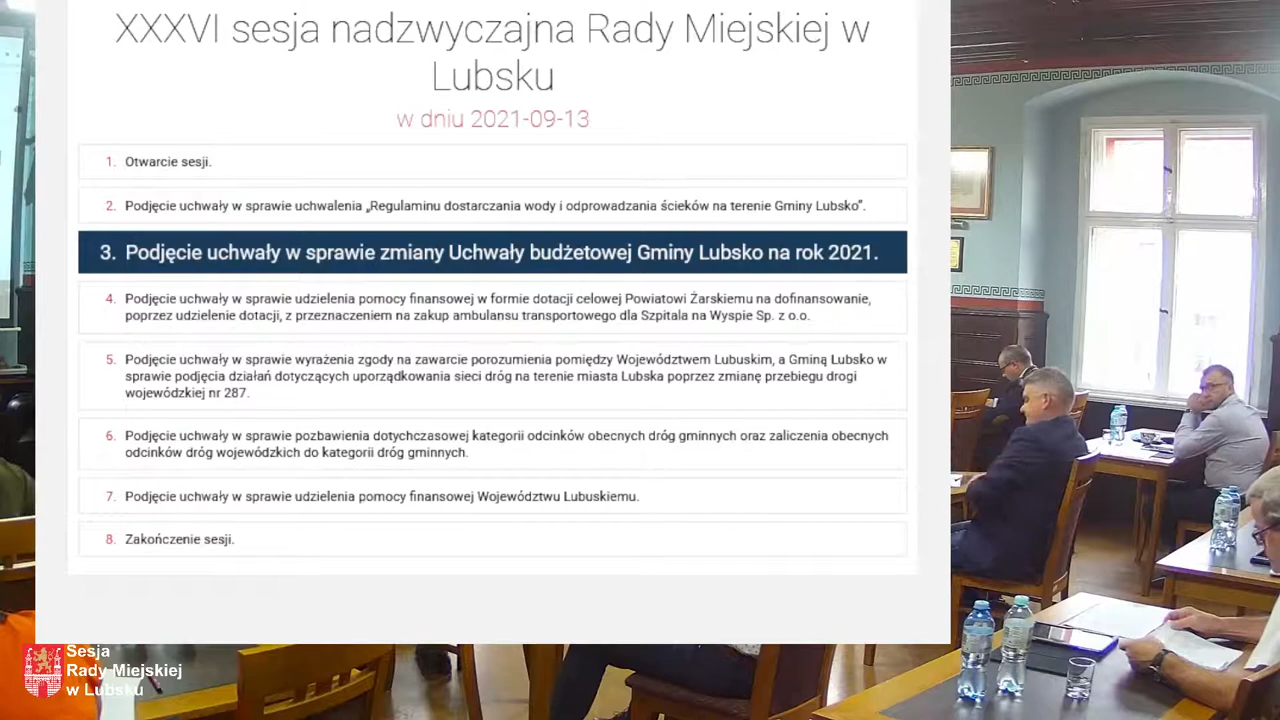 XXXVI sesja nadzwyczajna Rady Miejskiej w
Lubsku
w dniu 2021-09-13
1. Otwarcie sesji.
2. Podjęcie uchwały w sprawie uchwalenia „Regulaminu dostarczania wody i odprowadzania ścieków na terenie Gminy Lubsko”.
3. Podjęcie uchwały w sprawie zmiany Uchwały budżetowej Gminy Lubsko na rok 2021.
4. Podjęcie uchwały w sprawie udzielenia pomocy finansowej w formie dotacji celowej Powiatowi Żarskiemu na dofinansowanie,
poprzez udzielenie dotacji, z przeznaczeniem na zakup ambulansu transportowego dla Szpitala na Wyspie Sp. z o.o.
5. Podjęcie uchwały w sprawie wyrażenia zgody na zawarcie porozumienia pomiędzy Województwem Lubuskim, a Gminą Lubsko w
sprawie podjęcia działań dotyczących uporządkowania sieci dróg na terenie miasta Lubska poprzez zmianę przebiegu drogi
wojewódzkiej nr 287.
6. Podjęcie uchwały w sprawie pozbawienia dotychczasowej kategorii odcinków obecnych dróg gminnych oraz zaliczenia obecnych
odcinków dróg wojewódzkich do kategorii dróg gminnych.
7. Podjęcie uchwały w sprawie udzielenia pomocy finansowej Województwu Lubuskiemu.
8. Zakończenie sesji.
Sesja
Rady Miejskiej
w Lubsku